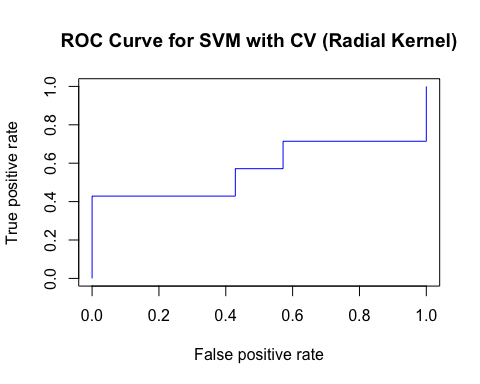 ROC Curve for SVM with CV (Radial Kernel)
True positive rate
1.0
0.8
0.6
0.4
0.2
0.0
0.0 0.2 0.4 0.6 0.8 1.0
False positive rate